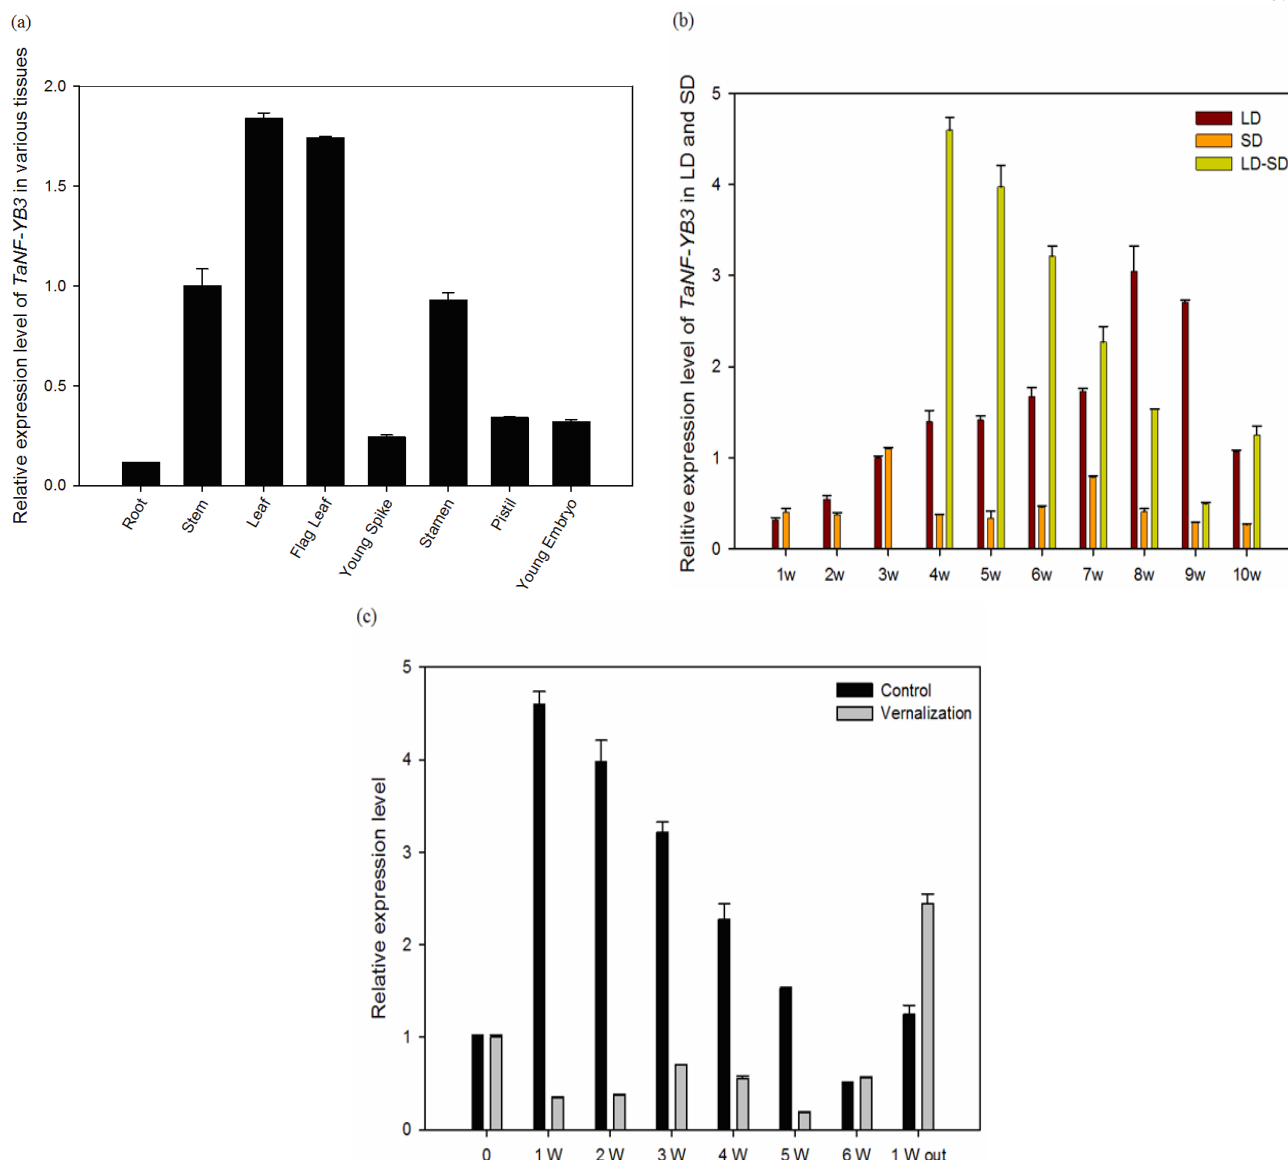 (a)
Relative expression level of TaNF-YB3 in various tissues
2.0
1.5
1.0
0.5
0.0
Root
Stem
Leaf
Flag Leaf
Young Spike
Stamen
Pistil
Young Embryo
(b)
Relitive expression level of TaNF-YB3 in LD and SD
5
4
3
2
1
0
LD
SD
LD-SD
1w 2w 3w 4w 5w 6w 7w 8w 9w 10w
(c)
Relative expression level
5
4
3
2
1
0
Control
Vernalization
0 1 W 2 W 3 W 4 W 5 W 6 W 1 W out